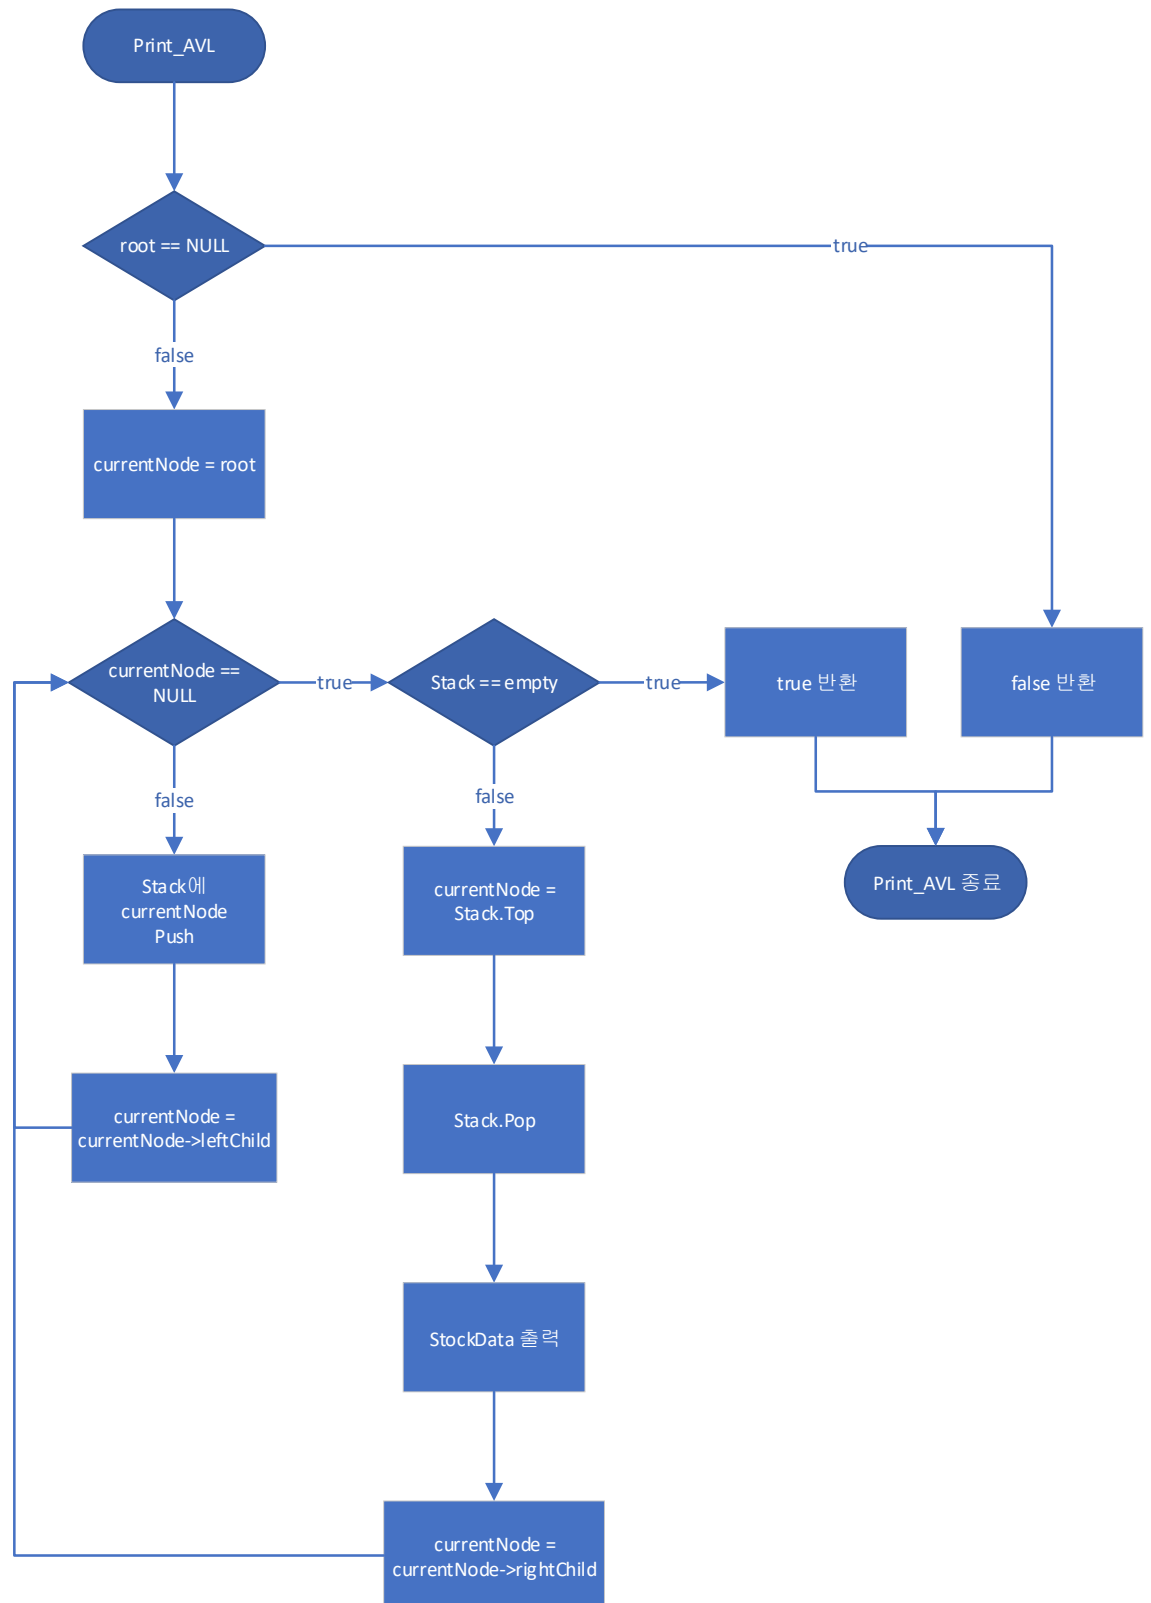 Print_AVL
root == NULL
true
false
currentNode = root
currentNode ==
NULL
true
Stack == empty
true
true 반환
false 반환
false
false
Stack에
currentNode
Push
currentNode =
Stack.Top
Print_AVL 종료
currentNode =
currentNode->leftChild
Stack.Pop
StockData 출력
currentNode =
currentNode->rightChild